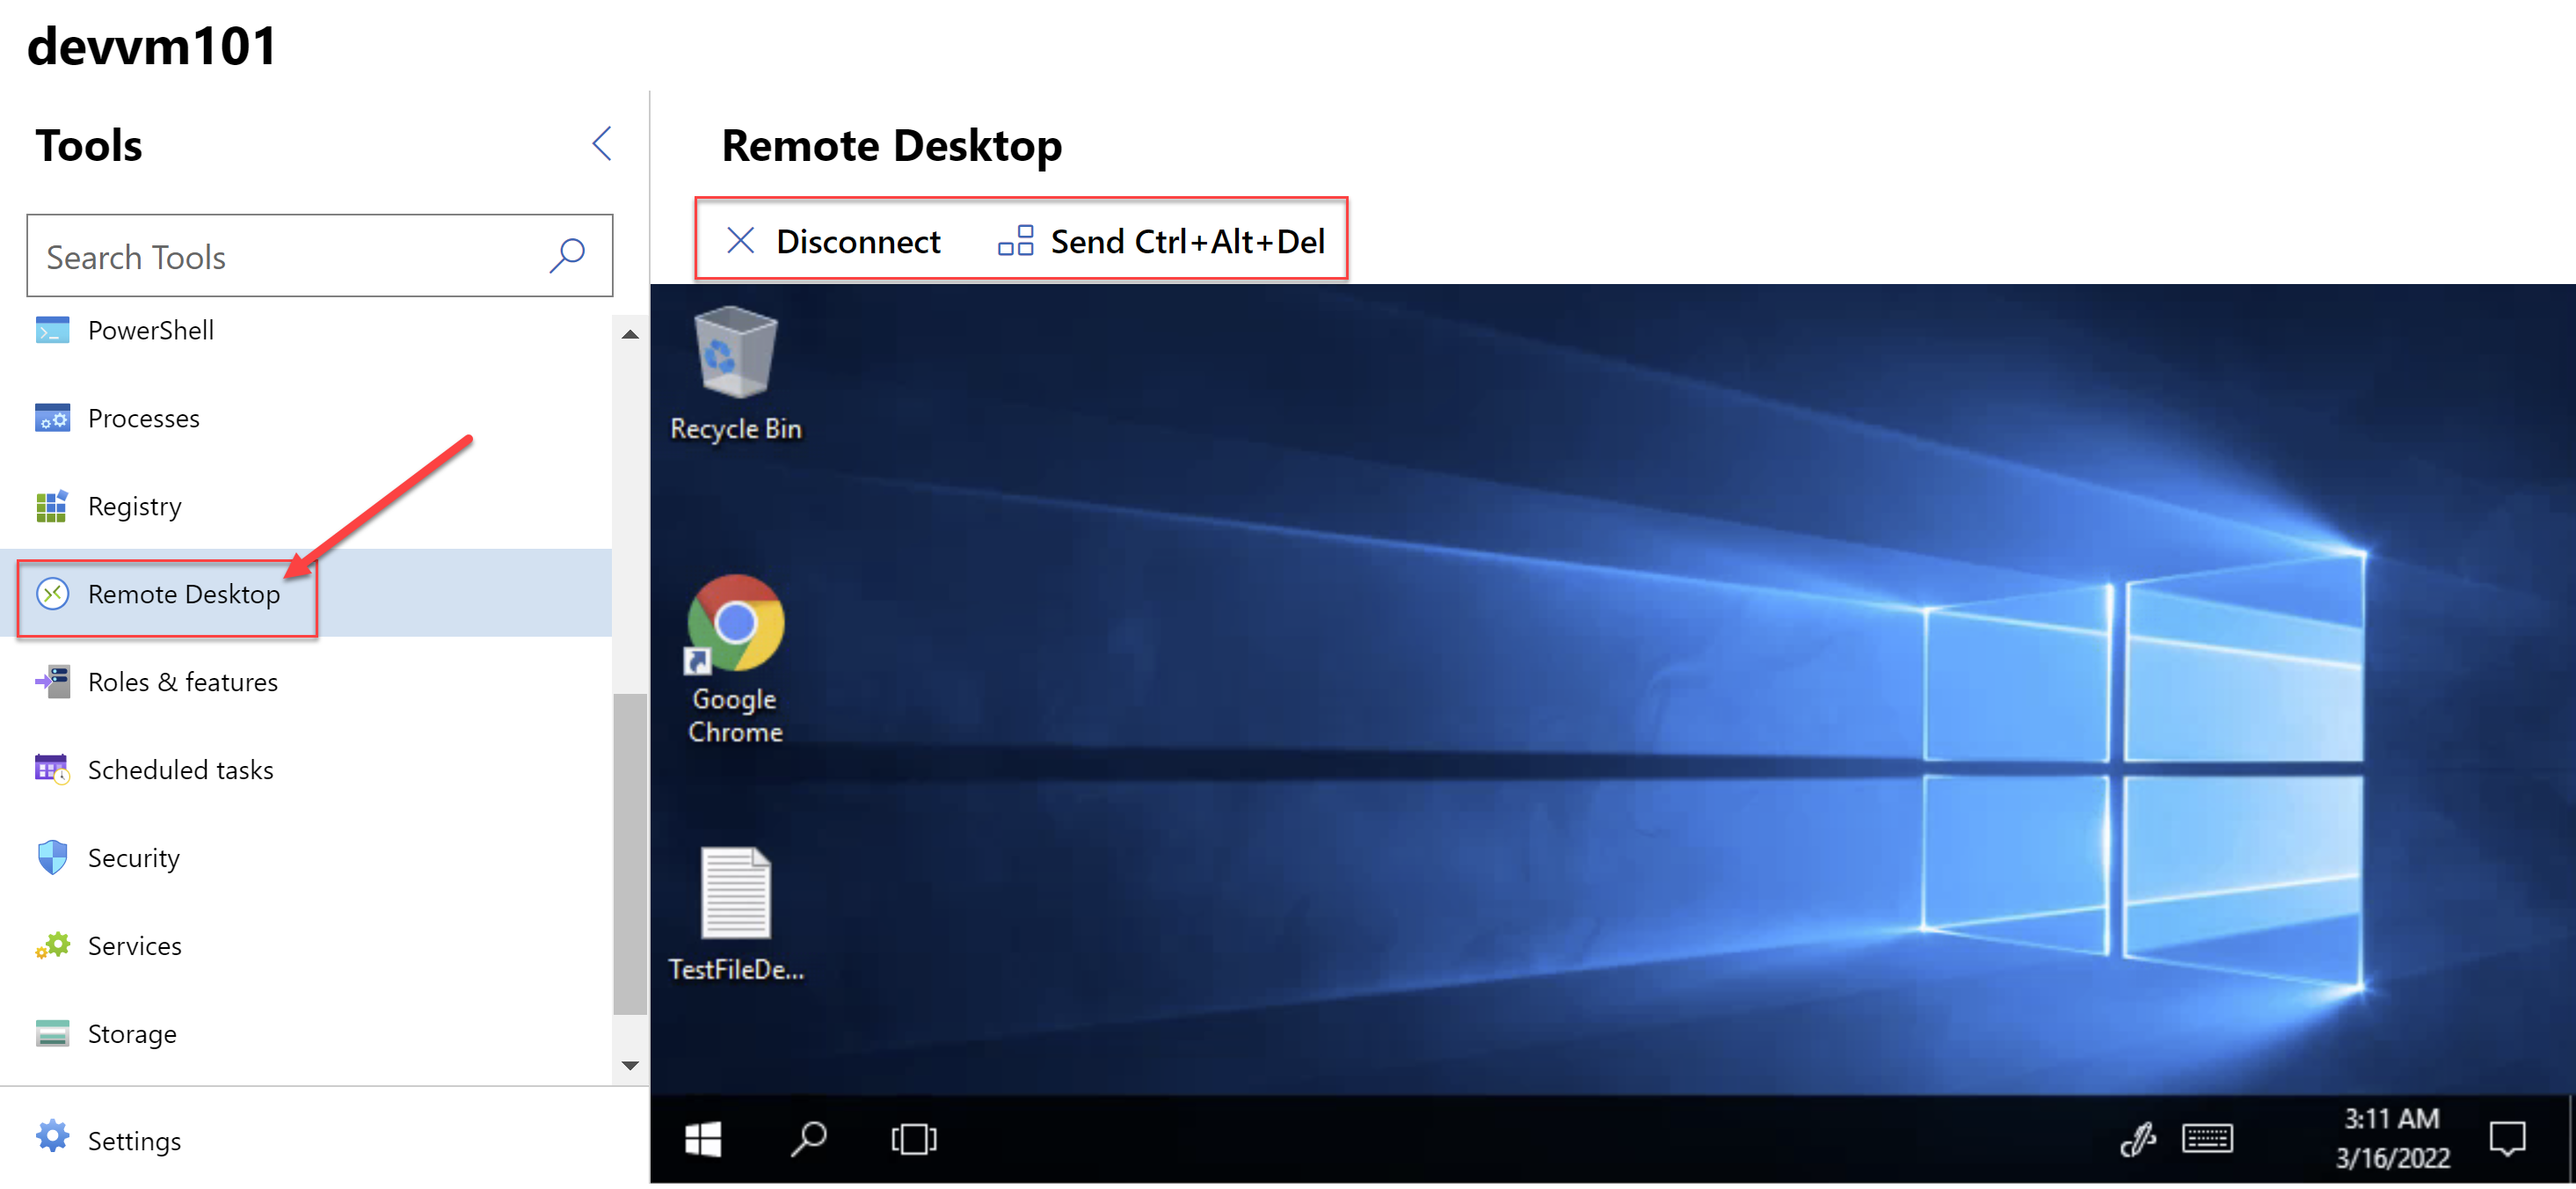 devvm101
Tools
Search Tools
PowerShell
Processes
Registry
Remote Desktop
Roles & features
Scheduled tasks
Security
Services
Storage
Settings
Remote Desktop
Disconnect
Send Ctrl+Alt+Del
Recycle Bin
Google
Chrome
TestFileDe...
3:11 AM
3/16/2022